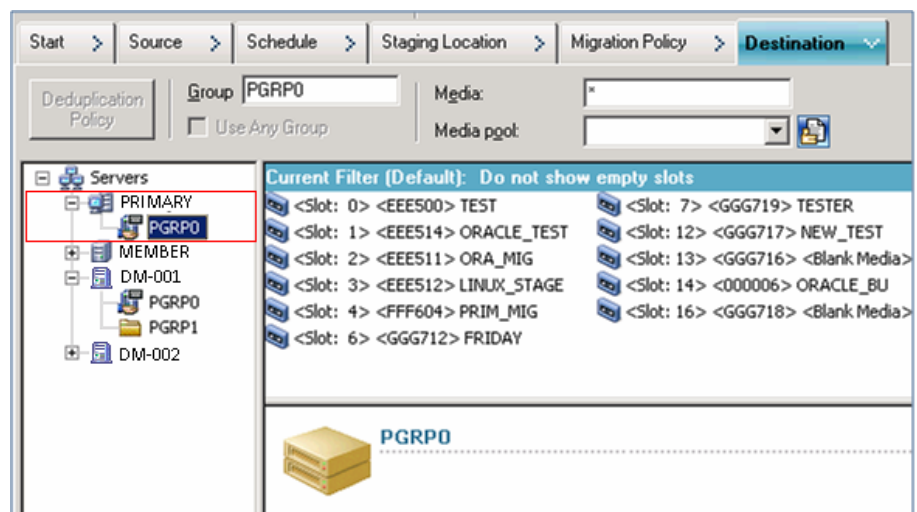 Start > Source > Schedule > Staging Location > Migration Policy > Destination
Deduplication Policy
Group PGRP0
Use Any Group
Media: *
Media pool:
Servers
PRIMARY
PGRP0
MEMBER
DM-001
PGRP0
PGRP1
DM-002
Current Filter (Default): Do not show empty slots
<Slot: 0> <EEE500> TEST
<Slot: 1> <EEE514> ORACLE_TEST
<Slot: 2> <EEE511> ORA_MIG
<Slot: 3> <EEE512> LINUX_STAGE
<Slot: 4> <FFF604> PRIM_MIG
<Slot: 6> <GGG712> FRIDAY
<Slot: 7> <GGG719> TESTER
<Slot: 12> <GGG717> NEW_TEST
<Slot: 13> <GGG716> <Blank Media>
<Slot: 14> <000006> ORACLE_BU
<Slot: 16> <GGG718> <Blank Media>
PGRP0